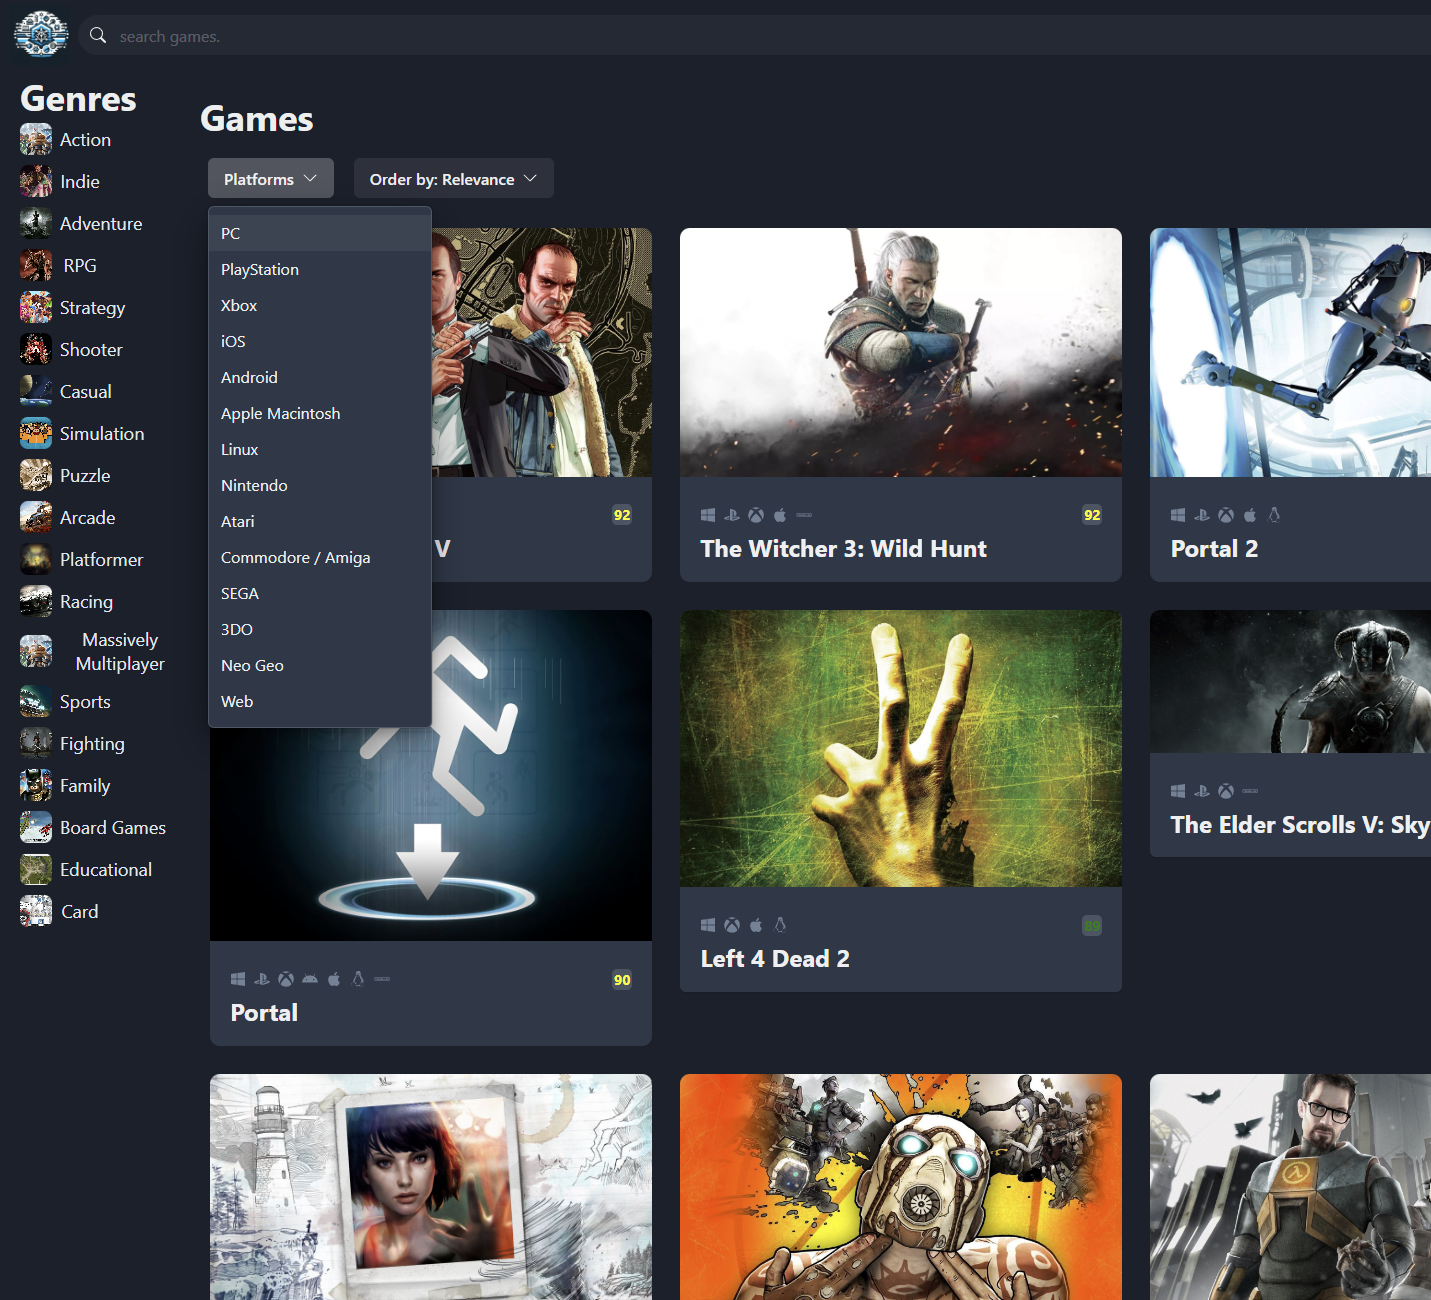 search games.
Genres
Action
Indie
Adventure
RPG
Strategy
Shooter
Casual
Simulation
Puzzle
Arcade
Platformer
Racing
Massively
Multiplayer
Sports
Fighting
Family
Board Games
Educational
Card
Games
Platforms
Order by: Relevance
PC
PlayStation
Xbox
iOS
Android
Apple Macintosh
Linux
Nintendo
Atari
Commodore / Amiga
SEGA
3DO
Neo Geo
Web
92
V
92
The Witcher 3: Wild Hunt
Portal 2
90
Portal
89
Left 4 Dead 2
The Elder Scrolls V: Sky